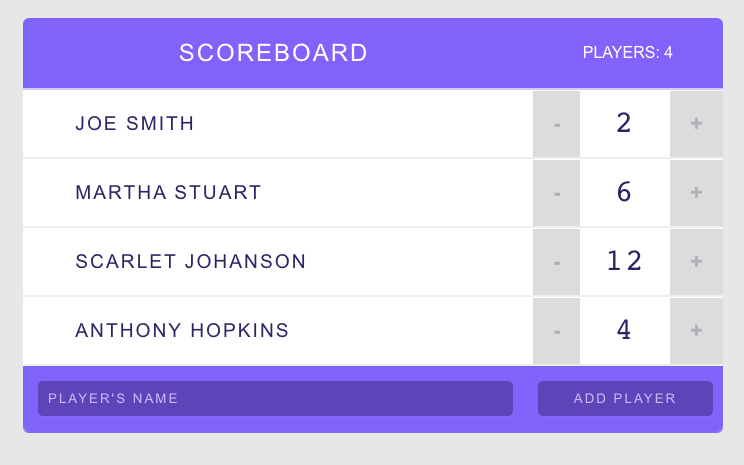 SCOREBOARD PLAYERS: 4
JOE SMITH - 2 +
MARTHA STUART - 6 +
SCARLET JOHANSON - 12 +
ANTHONY HOPKINS - 4 +
PLAYER'S NAME ADD PLAYER